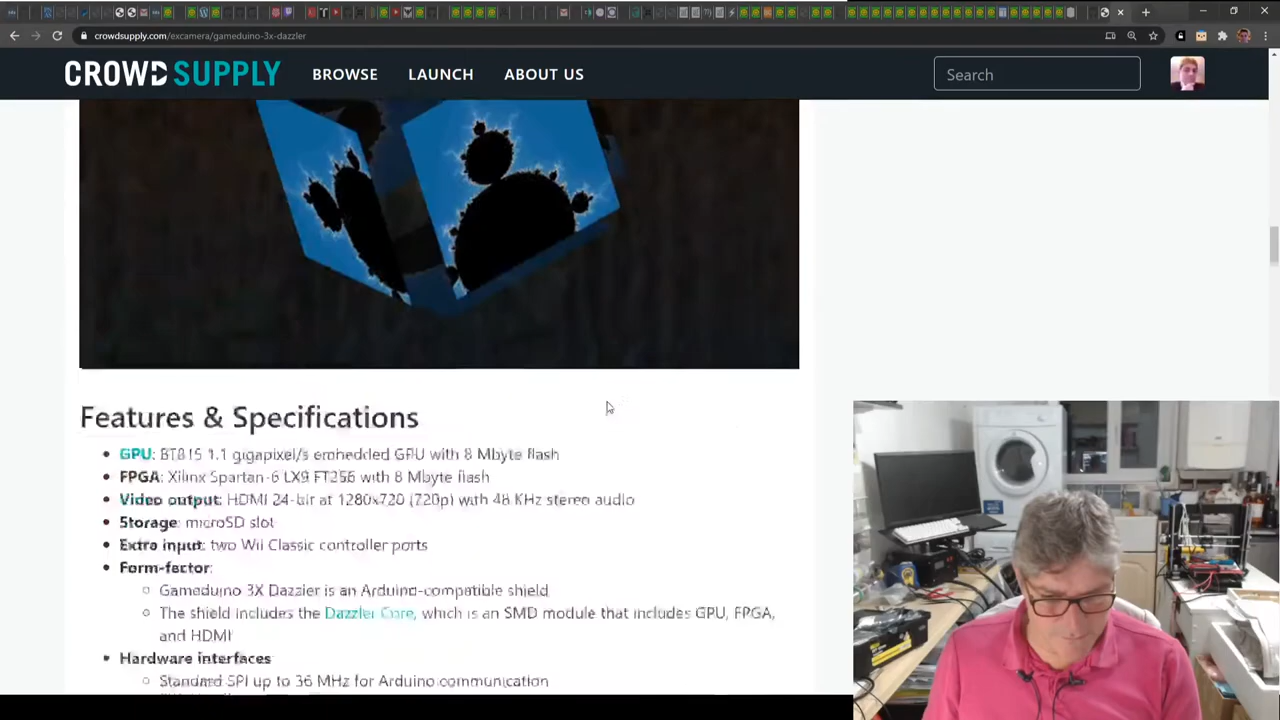 crowdsupply.com/excamera/gameduino-3x-dazzler
CROWD SUPPLY
BROWSE
LAUNCH
ABOUT US
Search
Features & Specifications
GPU: BT815 1.1 gigapixel/s embedded GPU with 8 Mbyte flash
FPGA: Xilinx Spartan-6 LX9 FT256 with 8 Mbyte flash
Video output: HDMI 24-bit at 1280x720 (720p) with 48 KHz stereo audio
Storage: microSD slot
Extra input: two Wii Classic controller ports
Form-factor:
Gameduino 3X Dazzler is an Arduino-compatible shield
The shield includes the Dazzler Core, which is an SMD module that includes GPU, FPGA,
and HDMI
Hardware interfaces
Standard SPI up to 36 MHz for Arduino communication